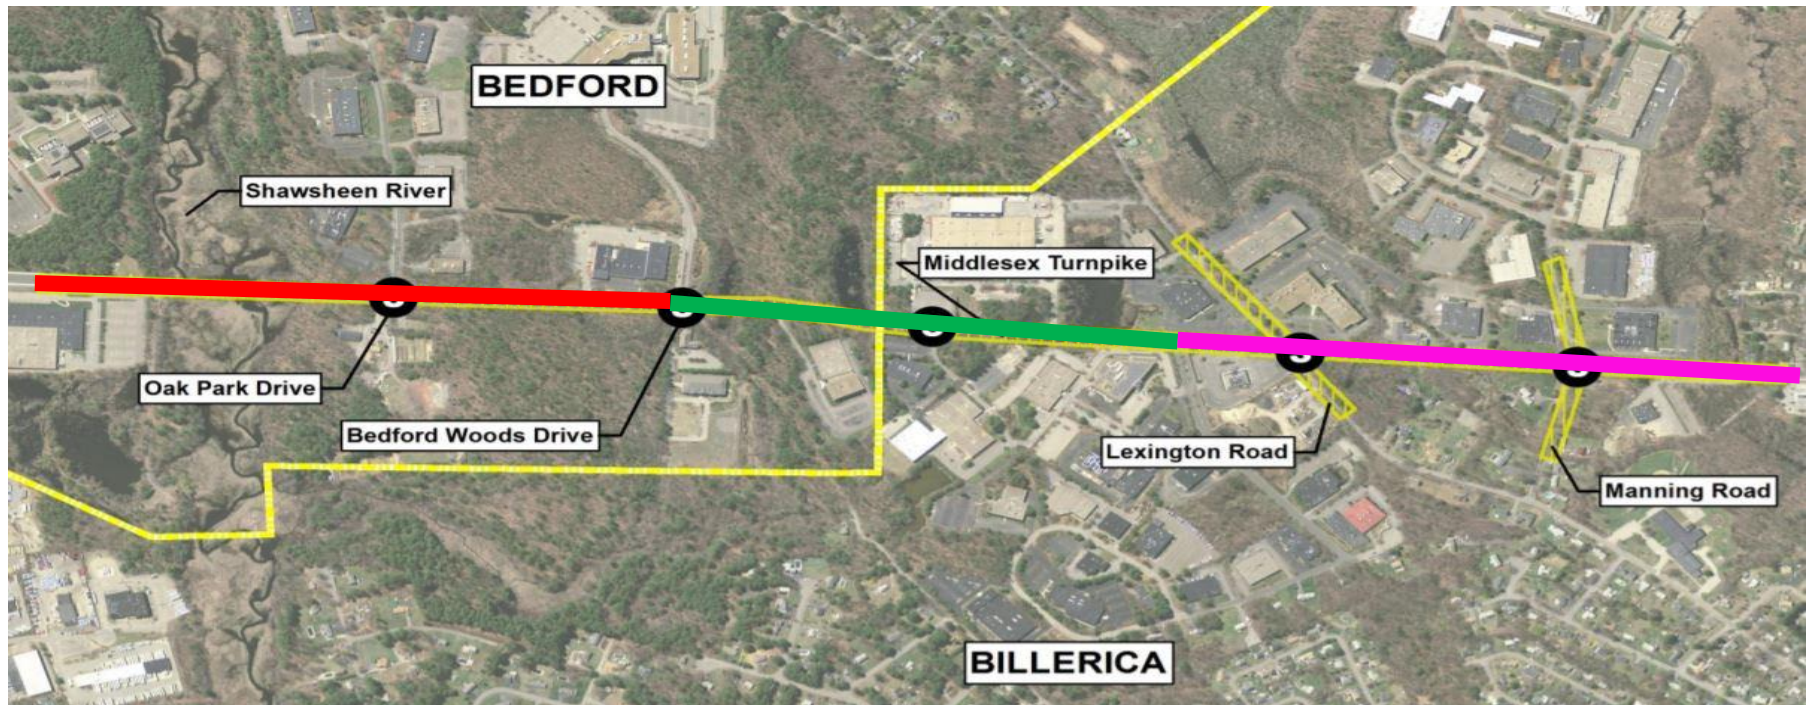 BEDFORD
Shawsheen River
Middlesex Turnpike
Oak Park Drive
Bedford Woods Drive
Lexington Road
Manning Road
BILLERICA